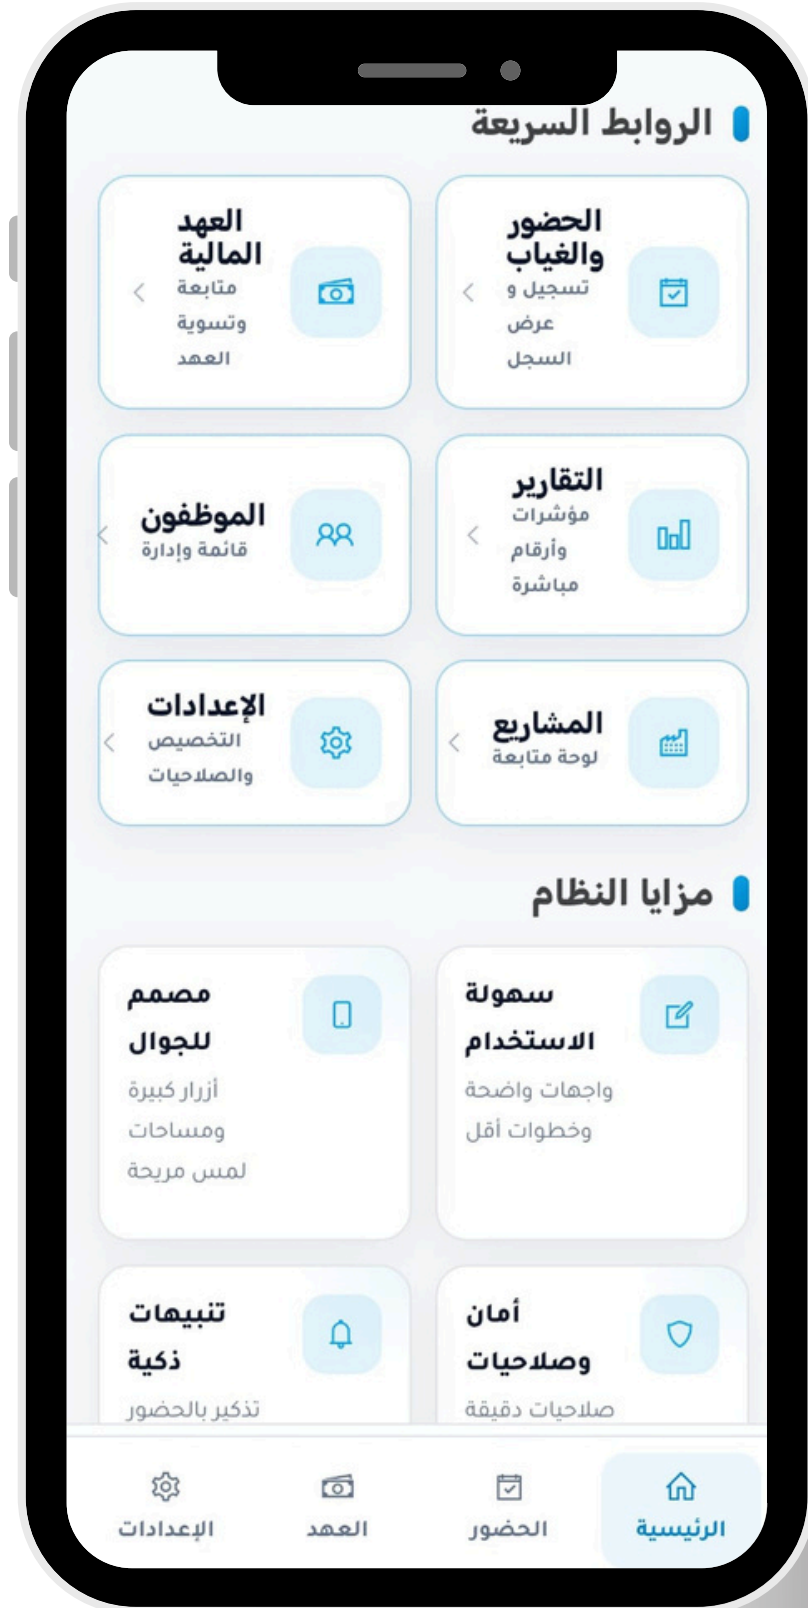 الروابط السريعة
الحضور
والغياب
تسجيل و
عرض
السجل
العهد
المالية
متابعة
وتسوية
العهد
التقارير
مؤشرات
وأرقام
مباشرة
الموظفون
قائمة وإدارة
المشاريع
لوحة متابعة
الإعدادات
التخصيص
والصلاحيات
مزايا النظام
سهولة
الاستخدام
واجهات واضحة
وخطوات أقل
مصمم
للجوال
أزرار كبيرة
ومساحات
لمس مريحة
أمان
وصلاحيات
صلاحيات دقيقة
تنبيهات
ذكية
تذكير بالحضور
الرئيسية
الحضور
العهد
الإعدادات